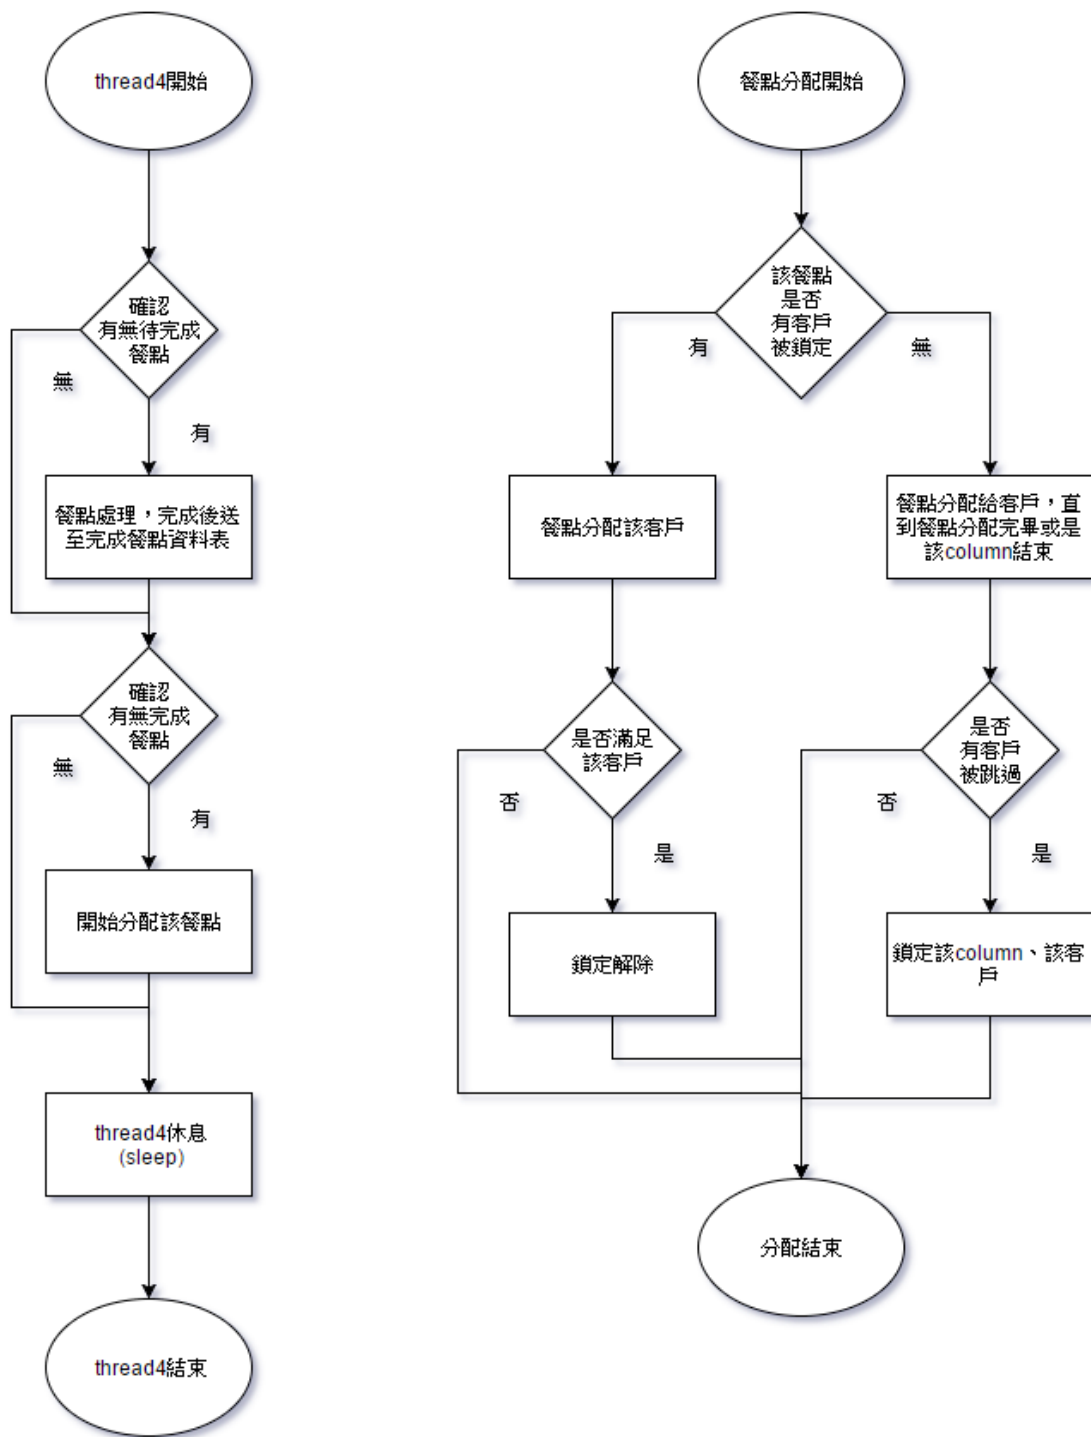 thread4開始
確認
有無待完成
餐點
無
有
餐點處理，完成後送
至完成餐點資料表
確認
有無完成
餐點
無
有
開始分配該餐點
thread4休息
(sleep)
thread4結束
餐點分配開始
該餐點
是否
有客戶
被鎖定
有
無
餐點分配該客戶
餐點分配給客戶，直
到餐點分配完畢或是
該column結束
是否滿足
該客戶
否
是
是否
有客戶
被跳過
否
是
鎖定解除
鎖定該column、該客
戶
分配結束